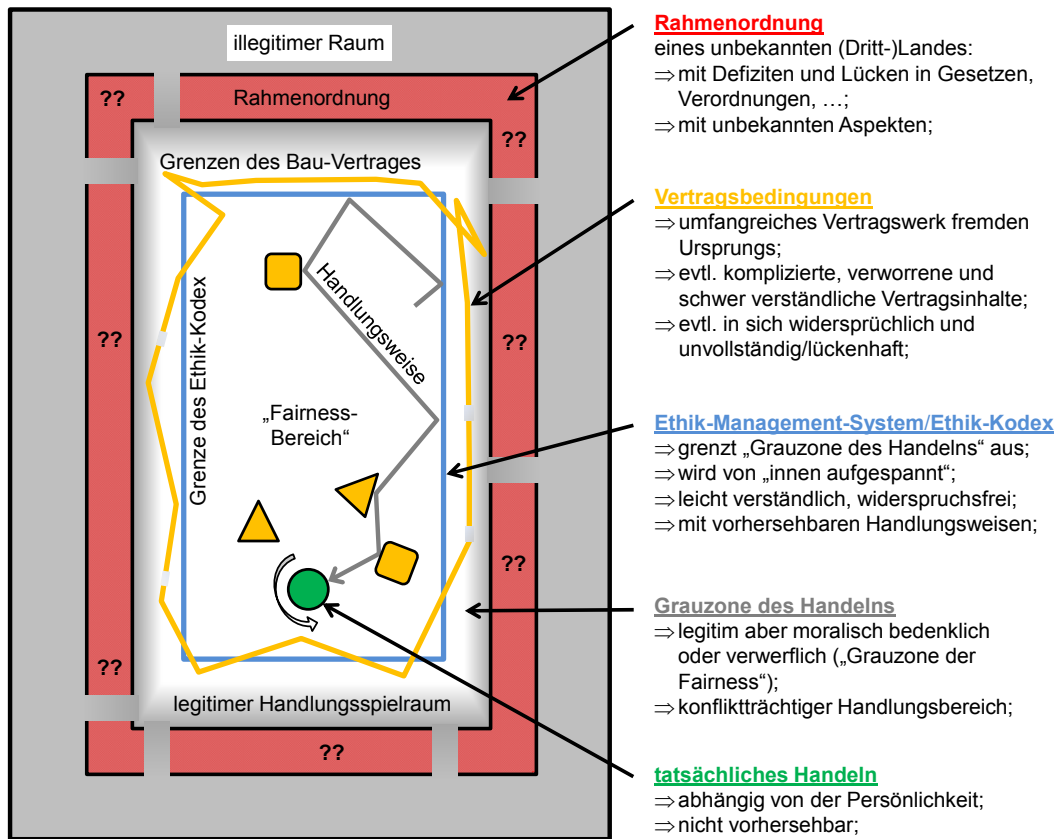 illegitimer Raum
??
Rahmenordnung
??
Grenzen des Bau-Vertrages
Grenze des Ethik-Kodex
Handlungsweise
??
??
„Fairness-
Bereich“
??
??
legitimer Handlungsspielraum
??
Rahmenordnung
eines unbekannten (Dritt-)Landes:
⇒ mit Defiziten und Lücken in Gesetzen,
Verordnungen, …;
⇒ mit unbekannten Aspekten;
Vertragsbedingungen
⇒ umfangreiches Vertragswerk fremden
Ursprungs;
⇒ evtl. komplizierte, verworrene und
schwer verständliche Vertragsinhalte;
⇒ evtl. in sich widersprüchlich und
unvollständig/lückenhaft;
Ethik-Management-System/Ethik-Kodex
⇒ grenzt „Grauzone des Handelns“ aus;
⇒ wird von „innen aufgespannt“;
⇒ leicht verständlich, widerspruchsfrei;
⇒ mit vorhersehbaren Handlungsweisen;
Grauzone des Handelns
⇒ legitim aber moralisch bedenklich
oder verwerflich („Grauzone der
Fairness“);
⇒ konfliktträchtiger Handlungsbereich;
tatsächliches Handeln
⇒ abhängig von der Persönlichkeit;
⇒ nicht vorhersehbar;